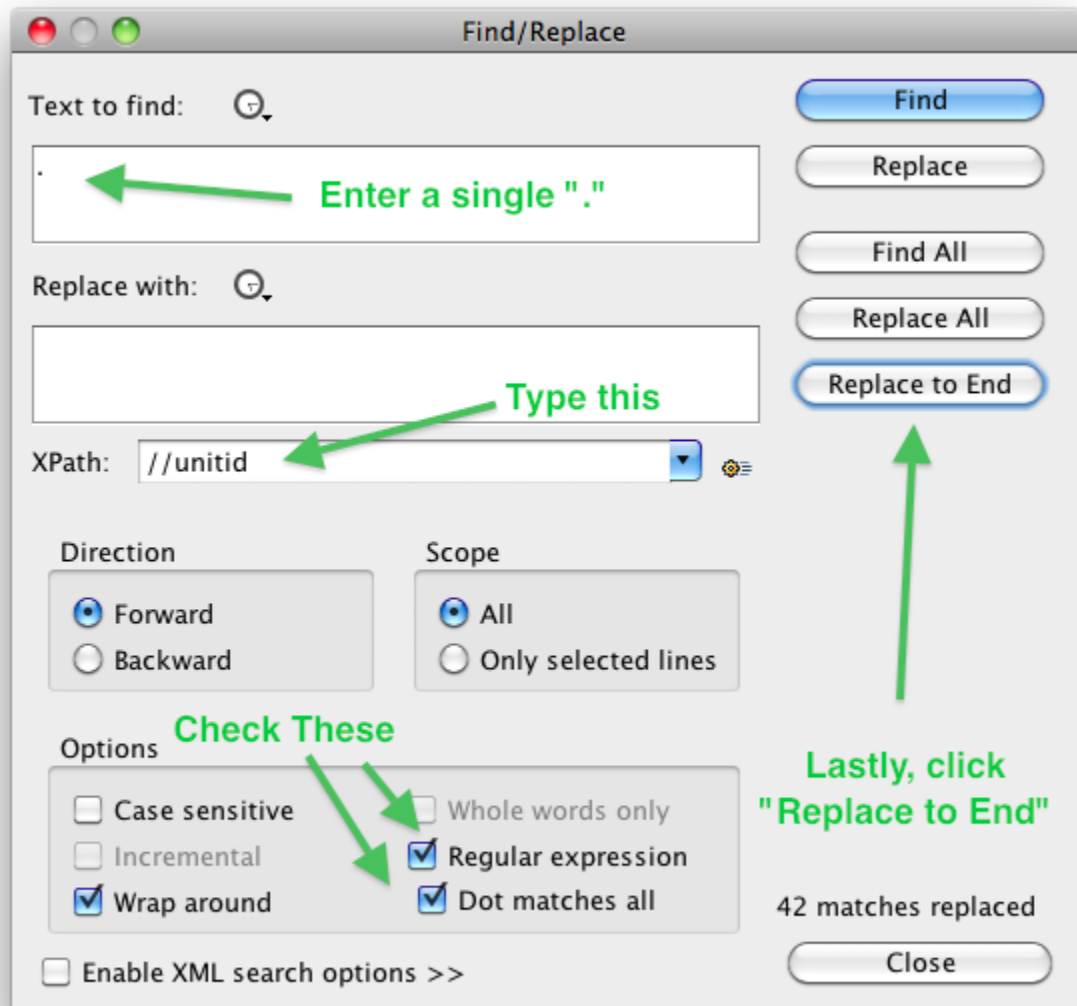 Find/Replace
Text to find:
Find
.
Enter a single "."
Replace
Find All
Replace with:
Replace All
Replace to End
Type this
XPath: //unitid
Direction
Scope
Forward
All
Backward
Only selected lines
Check These
Options
Lastly, click
"Replace to End"
Case sensitive
Whole words only
Incremental
Regular expression
Wrap around
Dot matches all
42 matches replaced
Enable XML search options >>
Close